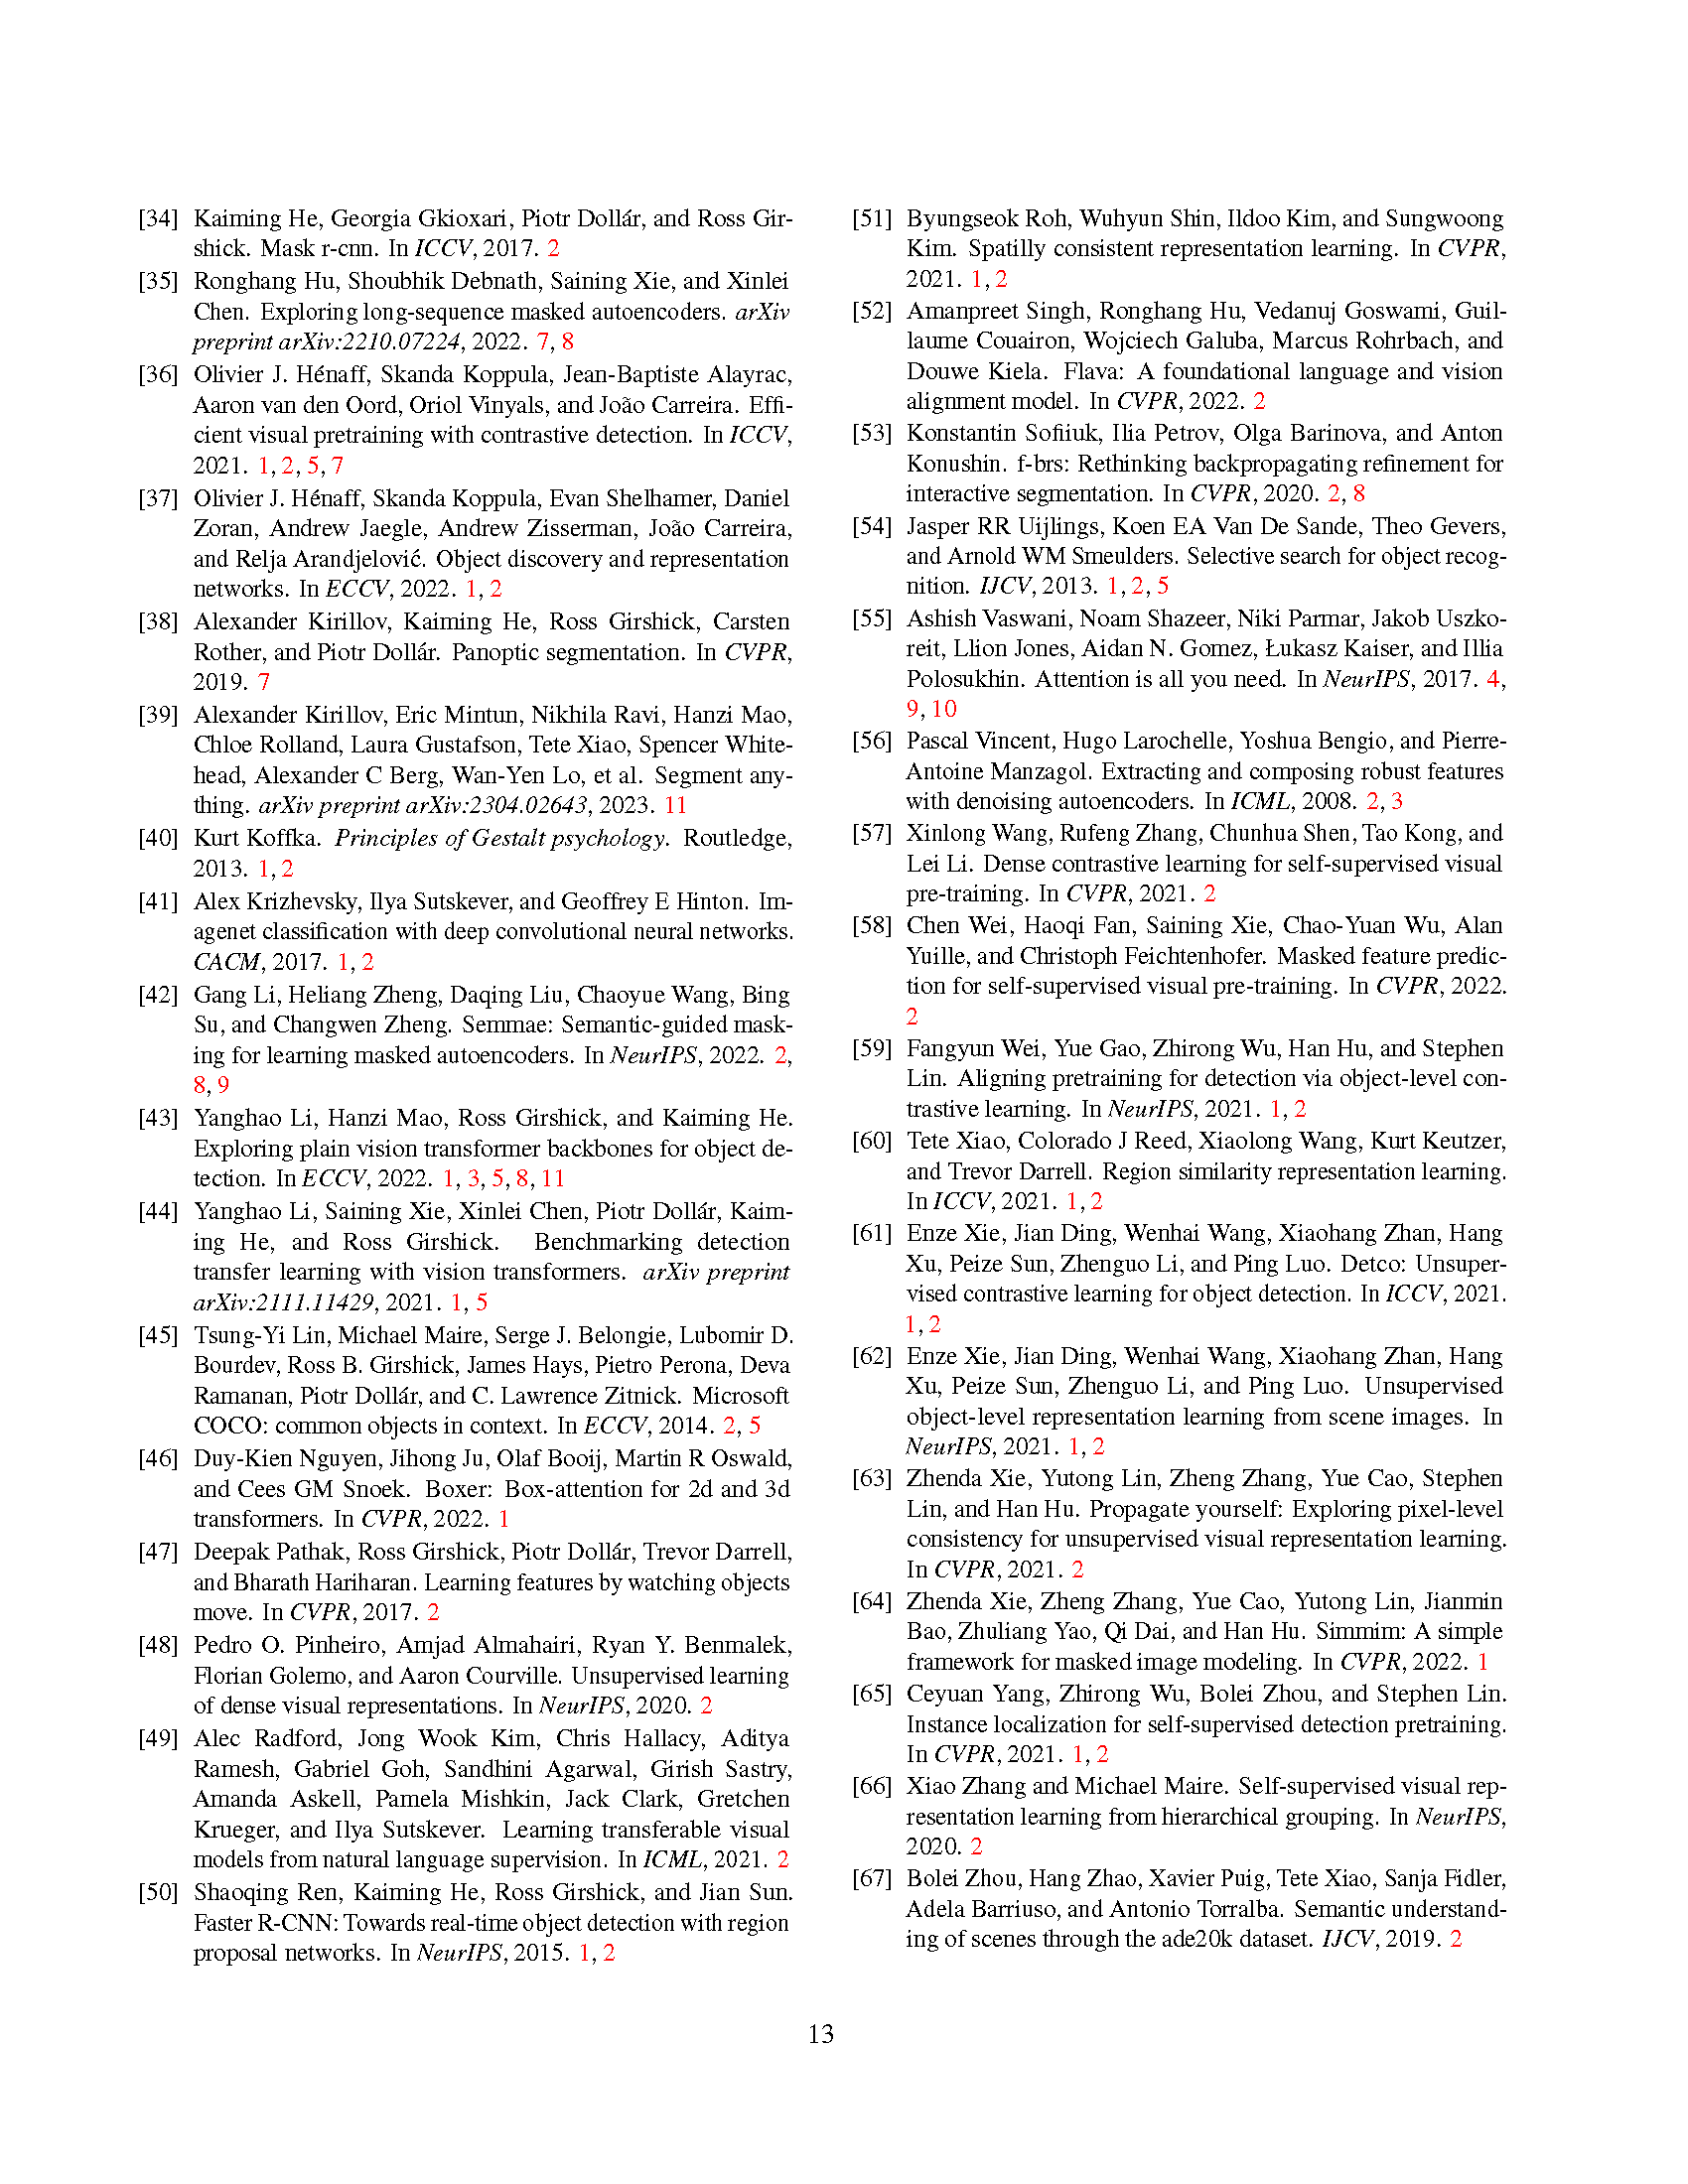 [34] Kaiming He, Georgia Gkioxari, Piotr Dollár, and Ross Gir-
shick. Mask r-cnn. In ICCV, 2017. 2
[35] Ronghang Hu, Shoubhik Debnath, Saining Xie, and Xinlei
Chen. Exploring long-sequence masked autoencoders. arXiv
preprint arXiv:2210.07224, 2022. 7, 8
[36] Olivier J. Hénaff, Skanda Koppula, Jean-Baptiste Alayrac,
Aaron van den Oord, Oriol Vinyals, and João Carreira. Effi-
cient visual pretraining with contrastive detection. In ICCV,
2021. 1, 2, 5, 7
[37] Olivier J. Hénaff, Skanda Koppula, Evan Shelhamer, Daniel
Zoran, Andrew Jaegle, Andrew Zisserman, João Carreira,
and Relja Arandjelović. Object discovery and representation
networks. In ECCV, 2022. 1, 2
[38] Alexander Kirillov, Kaiming He, Ross Girshick, Carsten
Rother, and Piotr Dollár. Panoptic segmentation. In CVPR,
2019. 7
[39] Alexander Kirillov, Eric Mintun, Nikhila Ravi, Hanzi Mao,
Chloe Rolland, Laura Gustafson, Tete Xiao, Spencer White-
head, Alexander C Berg, Wan-Yen Lo, et al. Segment any-
thing. arXiv preprint arXiv:2304.02643, 2023. 11
[40] Kurt Koffka. Principles of Gestalt psychology. Routledge,
2013. 1, 2
[41] Alex Krizhevsky, Ilya Sutskever, and Geoffrey E Hinton. Im-
agenet classification with deep convolutional neural networks.
CACM, 2017. 1, 2
[42] Gang Li, Heliang Zheng, Daqing Liu, Chaoyue Wang, Bing
Su, and Changwen Zheng. Semmae: Semantic-guided mask-
ing for learning masked autoencoders. In NeurIPS, 2022. 2,
8, 9
[43] Yanghao Li, Hanzi Mao, Ross Girshick, and Kaiming He.
Exploring plain vision transformer backbones for object de-
tection. In ECCV, 2022. 1, 3, 5, 8, 11
[44] Yanghao Li, Saining Xie, Xinlei Chen, Piotr Dollár, Kaim-
ing He, and Ross Girshick. Benchmarking detection
transfer learning with vision transformers. arXiv preprint
arXiv:2111.11429, 2021. 1, 5
[45] Tsung-Yi Lin, Michael Maire, Serge J. Belongie, Lubomir D.
Bourdev, Ross B. Girshick, James Hays, Pietro Perona, Deva
Ramanan, Piotr Dollár, and C. Lawrence Zitnick. Microsoft
COCO: common objects in context. In ECCV, 2014. 2, 5
[46] Duy-Kien Nguyen, Jihong Ju, Olaf Booij, Martin R Oswald,
and Cees GM Snoek. Boxer: Box-attention for 2d and 3d
transformers. In CVPR, 2022. 1
[47] Deepak Pathak, Ross Girshick, Piotr Dollár, Trevor Darrell,
and Bharath Hariharan. Learning features by watching objects
move. In CVPR, 2017. 2
[48] Pedro O. Pinheiro, Amjad Almahairi, Ryan Y. Benmalek,
Florian Golemo, and Aaron Courville. Unsupervised learning
of dense visual representations. In NeurIPS, 2020. 2
[49] Alec Radford, Jong Wook Kim, Chris Hallacy, Aditya
Ramesh, Gabriel Goh, Sandhini Agarwal, Girish Sastry,
Amanda Askell, Pamela Mishkin, Jack Clark, Gretchen
Krueger, and Ilya Sutskever. Learning transferable visual
models from natural language supervision. In ICML, 2021. 2
[50] Shaoqing Ren, Kaiming He, Ross Girshick, and Jian Sun.
Faster R-CNN: Towards real-time object detection with region
proposal networks. In NeurIPS, 2015. 1, 2
[51] Byungseok Roh, Wuhyun Shin, Ildoo Kim, and Sungwoong
Kim. Spatilly consistent representation learning. In CVPR,
2021. 1, 2
[52] Amanpreet Singh, Ronghang Hu, Vedanuj Goswami, Guil-
laume Couairon, Wojciech Galuba, Marcus Rohrbach, and
Douwe Kiela. Flava: A foundational language and vision
alignment model. In CVPR, 2022. 2
[53] Konstantin Sofiiuk, Ilia Petrov, Olga Barinova, and Anton
Konushin. f-brs: Rethinking backpropagating refinement for
interactive segmentation. In CVPR, 2020. 2, 8
[54] Jasper RR Uijlings, Koen EA Van De Sande, Theo Gevers,
and Arnold WM Smeulders. Selective search for object recog-
nition. IJCV, 2013. 1, 2, 5
[55] Ashish Vaswani, Noam Shazeer, Niki Parmar, Jakob Uszko-
reit, Llion Jones, Aidan N. Gomez, Łukasz Kaiser, and Illia
Polosukhin. Attention is all you need. In NeurIPS, 2017. 4,
9, 10
[56] Pascal Vincent, Hugo Larochelle, Yoshua Bengio, and Pierre-
Antoine Manzagol. Extracting and composing robust features
with denoising autoencoders. In ICML, 2008. 2, 3
[57] Xinlong Wang, Rufeng Zhang, Chunhua Shen, Tao Kong, and
Lei Li. Dense contrastive learning for self-supervised visual
pre-training. In CVPR, 2021. 2
[58] Chen Wei, Haoqi Fan, Saining Xie, Chao-Yuan Wu, Alan
Yuille, and Christoph Feichtenhofer. Masked feature predic-
tion for self-supervised visual pre-training. In CVPR, 2022.
2
[59] Fangyun Wei, Yue Gao, Zhirong Wu, Han Hu, and Stephen
Lin. Aligning pretraining for detection via object-level con-
trastive learning. In NeurIPS, 2021. 1, 2
[60] Tete Xiao, Colorado J Reed, Xiaolong Wang, Kurt Keutzer,
and Trevor Darrell. Region similarity representation learning.
In ICCV, 2021. 1, 2
[61] Enze Xie, Jian Ding, Wenhai Wang, Xiaohang Zhan, Hang
Xu, Peize Sun, Zhenguo Li, and Ping Luo. Detco: Unsuper-
vised contrastive learning for object detection. In ICCV, 2021.
1, 2
[62] Enze Xie, Jian Ding, Wenhai Wang, Xiaohang Zhan, Hang
Xu, Peize Sun, Zhenguo Li, and Ping Luo. Unsupervised
object-level representation learning from scene images. In
NeurIPS, 2021. 1, 2
[63] Zhenda Xie, Yutong Lin, Zheng Zhang, Yue Cao, Stephen
Lin, and Han Hu. Propagate yourself: Exploring pixel-level
consistency for unsupervised visual representation learning.
In CVPR, 2021. 2
[64] Zhenda Xie, Zheng Zhang, Yue Cao, Yutong Lin, Jianmin
Bao, Zhuliang Yao, Qi Dai, and Han Hu. Simmim: A simple
framework for masked image modeling. In CVPR, 2022. 1
[65] Ceyuan Yang, Zhirong Wu, Bolei Zhou, and Stephen Lin.
Instance localization for self-supervised detection pretraining.
In CVPR, 2021. 1, 2
[66] Xiao Zhang and Michael Maire. Self-supervised visual rep-
resentation learning from hierarchical grouping. In NeurIPS,
2020. 2
[67] Bolei Zhou, Hang Zhao, Xavier Puig, Tete Xiao, Sanja Fidler,
Adela Barriuso, and Antonio Torralba. Semantic understand-
ing of scenes through the ade20k dataset. IJCV, 2019. 2
13